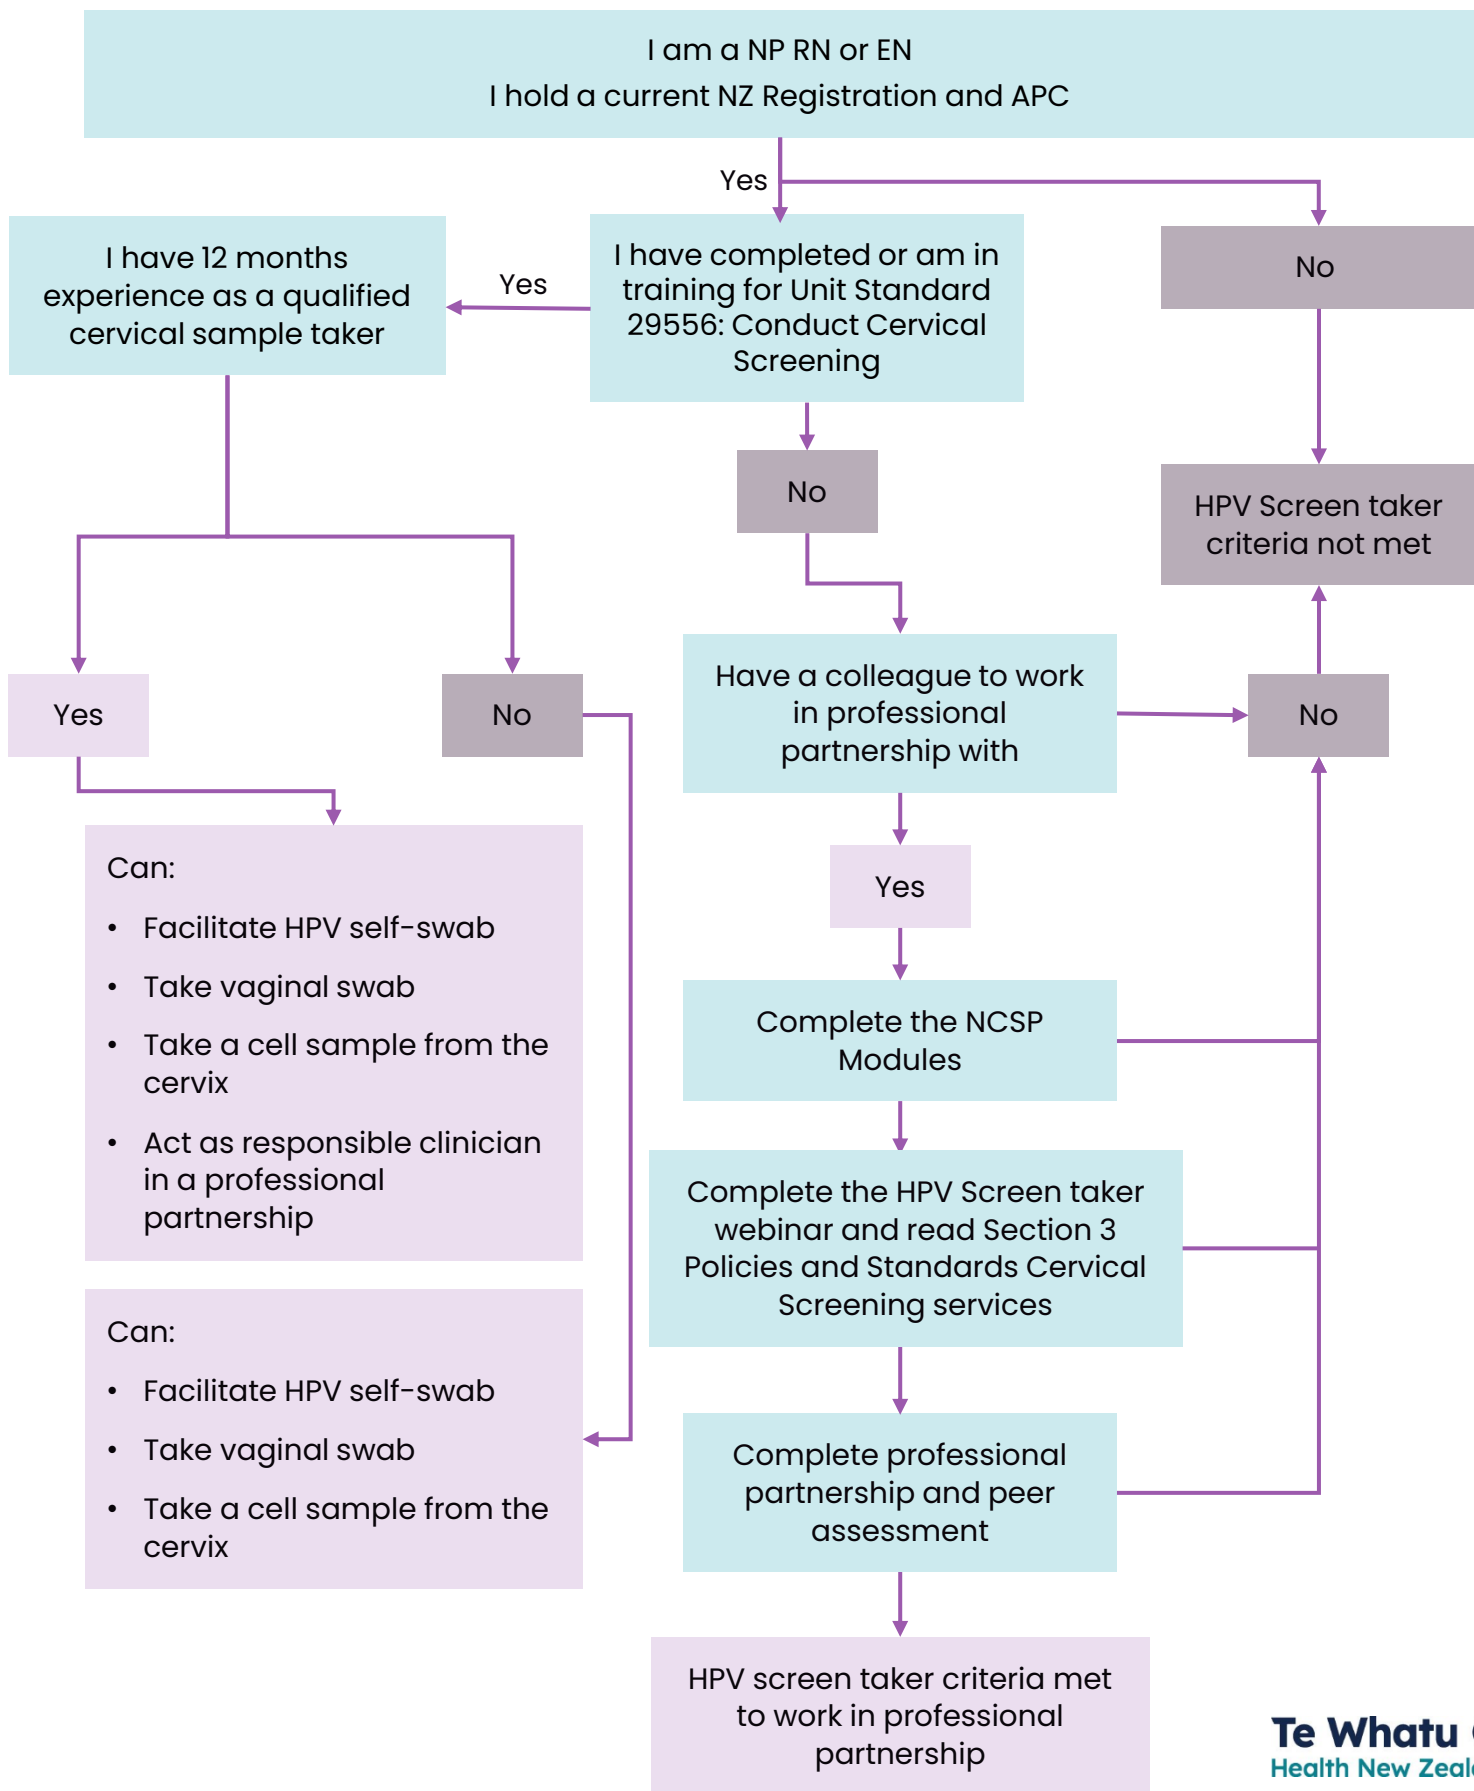 I am a NP RN or EN
I hold a current NZ Registration and APC
Yes
I have 12 months
experience as a qualified
cervical sample taker
Yes
I have completed or am in
training for Unit Standard
29556: Conduct Cervical
Screening
No
No
HPV Screen taker
criteria not met
Have a colleague to work
in professional
partnership with
No
Yes
No
Yes
Can:
• Facilitate HPV self-swab
• Take vaginal swab
• Take a cell sample from the
cervix
• Act as responsible clinician
in a professional
partnership
Complete the NCSP
Modules
Complete the HPV Screen taker
webinar and read Section 3
Policies and Standards Cervical
Screening services
Can:
• Facilitate HPV self-swab
• Take vaginal swab
• Take a cell sample from the
cervix
Complete professional
partnership and peer
assessment
HPV screen taker criteria met
to work in professional
partnership
Te Whatu
Health New